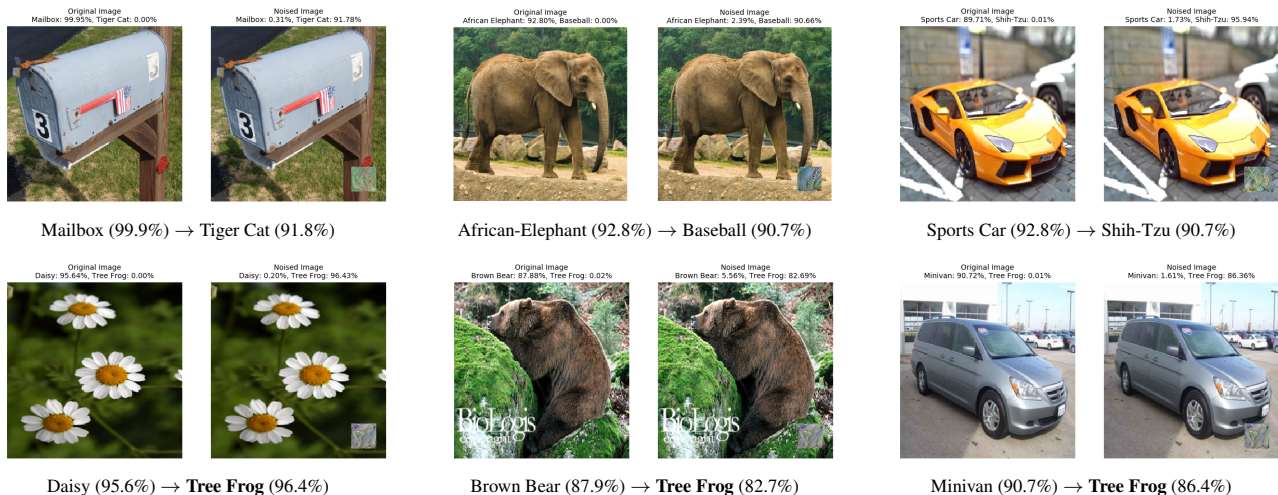 Original Image
Mailbox: 99.95%, Tiger Cat: 0.00%
Noised Image
Mailbox: 0.31%, Tiger Cat: 91.78%
3
3
Mailbox (99.9%) → Tiger Cat (91.8%)
Original Image
African Elephant: 92.80%, Baseball: 0.00%
Noised Image
African Elephant: 2.39%, Baseball: 90.66%
African-Elephant (92.8%) → Baseball (90.7%)
Original Image
Sports Car: 89.71%, Shih-Tzu: 0.01%
Noised Image
Sports Car: 1.73%, Shih-Tzu: 95.94%
Sports Car (92.8%) → Shih-Tzu (90.7%)
Original Image
Daisy: 95.64%, Tree Frog: 0.00%
Noised Image
Daisy: 0.20%, Tree Frog: 96.43%
Daisy (95.6%) → Tree Frog (96.4%)
Original Image
Brown Bear: 87.88%, Tree Frog: 0.02%
Noised Image
Brown Bear: 5.56%, Tree Frog: 82.69%
BioLogis
copyright
BioLogis
copyright
Brown Bear (87.9%) → Tree Frog (82.7%)
Original Image
Minivan: 90.72%, Tree Frog: 0.01%
Noised Image
Minivan: 1.61%, Tree Frog: 86.36%
Minivan (90.7%) → Tree Frog (86.4%)